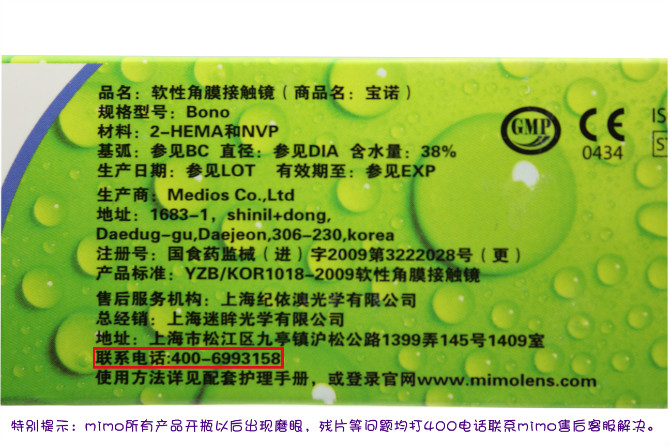 品名：软性角膜接触镜（商品名：宝诺）
规格型号：Bono
材料：2-HEMA和NVP
基弧：参见BC 直径：参见DIA 含水量：38%
生产日期：参见LOT 有效期至：参见EXP
GMP
CE
0434
IS
ST
生产商：Medios Co.,Ltd
地址：1683-1，shinil+dong,
Daedug-gu,Daejeon,306-230,korea
注册号：国食药监械（进）字2009第3222028号（更）
产品标准：YZB/KOR1018-2009软性角膜接触镜
售后服务机构：上海纪依澳光学有限公司
总经销：上海迷眸光学有限公司
地址：上海市松江区九亭镇沪松公路1399弄145号1409室
联系电话:400-6993158
使用方法详见配套护理手册，或登录官网www.mimolens.com
特别提示：mimo所有产品开瓶以后出现磨眼，残片等问题均打400电话联系mimo售后客服解决。